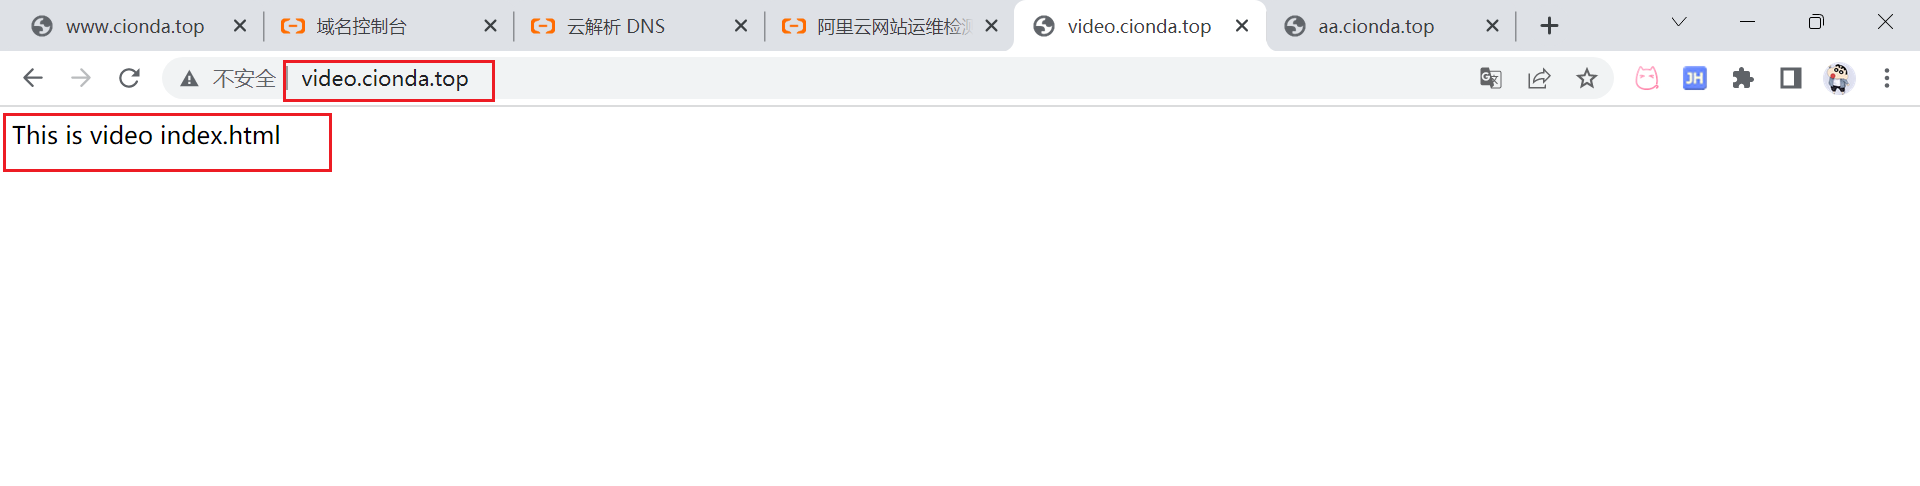 www.cionda.top
域名控制台
云解析 DNS
阿里云网站运维检测
video.cionda.top
aa.cionda.top
不安全 video.cionda.top
JH
This is video index.html